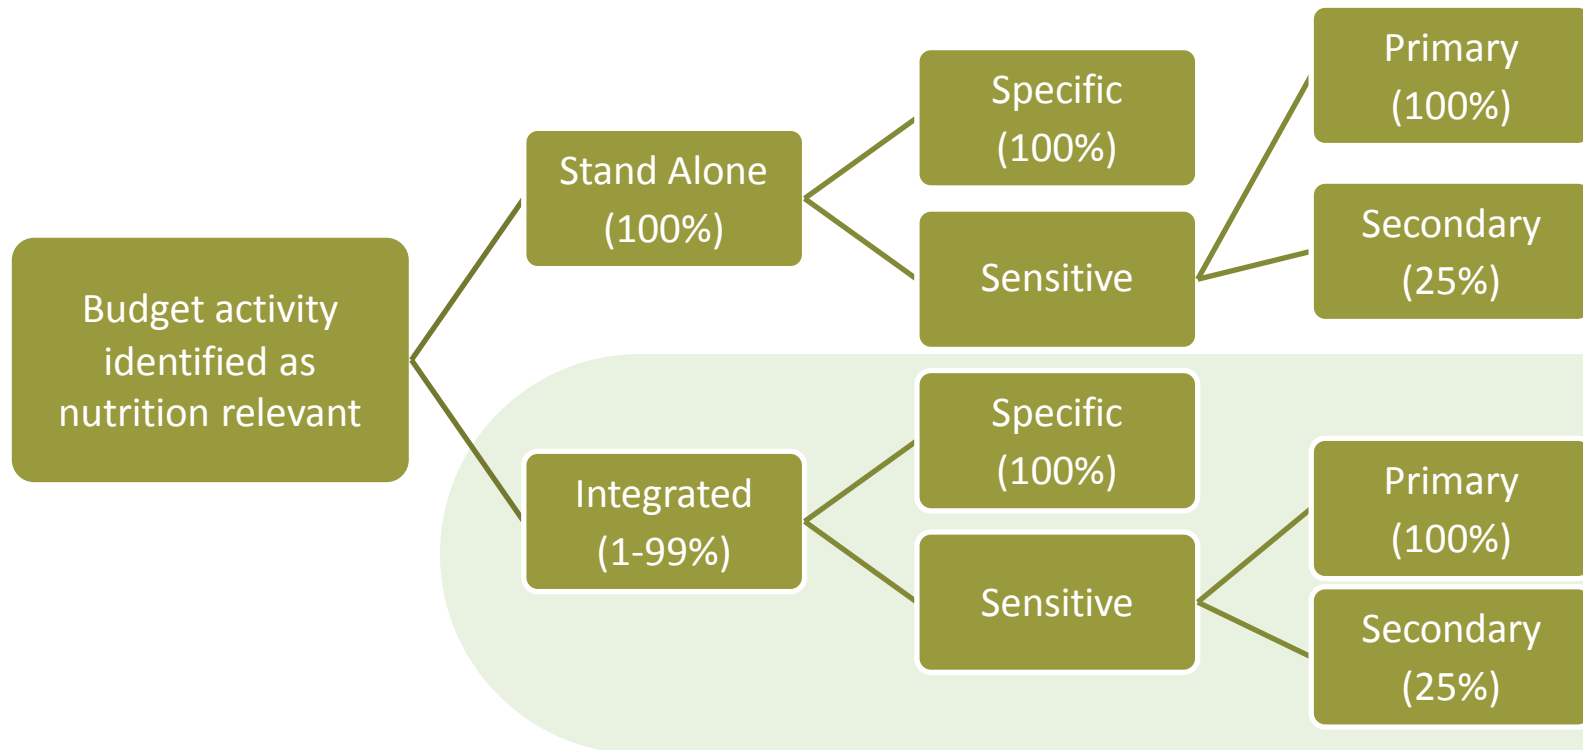 Budget activity
identified as
nutrition relevant
Stand Alone
(100%)
Specific
(100%)
Sensitive
Primary
(100%)
Secondary
(25%)
Integrated
(1-99%)
Specific
(100%)
Sensitive
Primary
(100%)
Secondary
(25%)